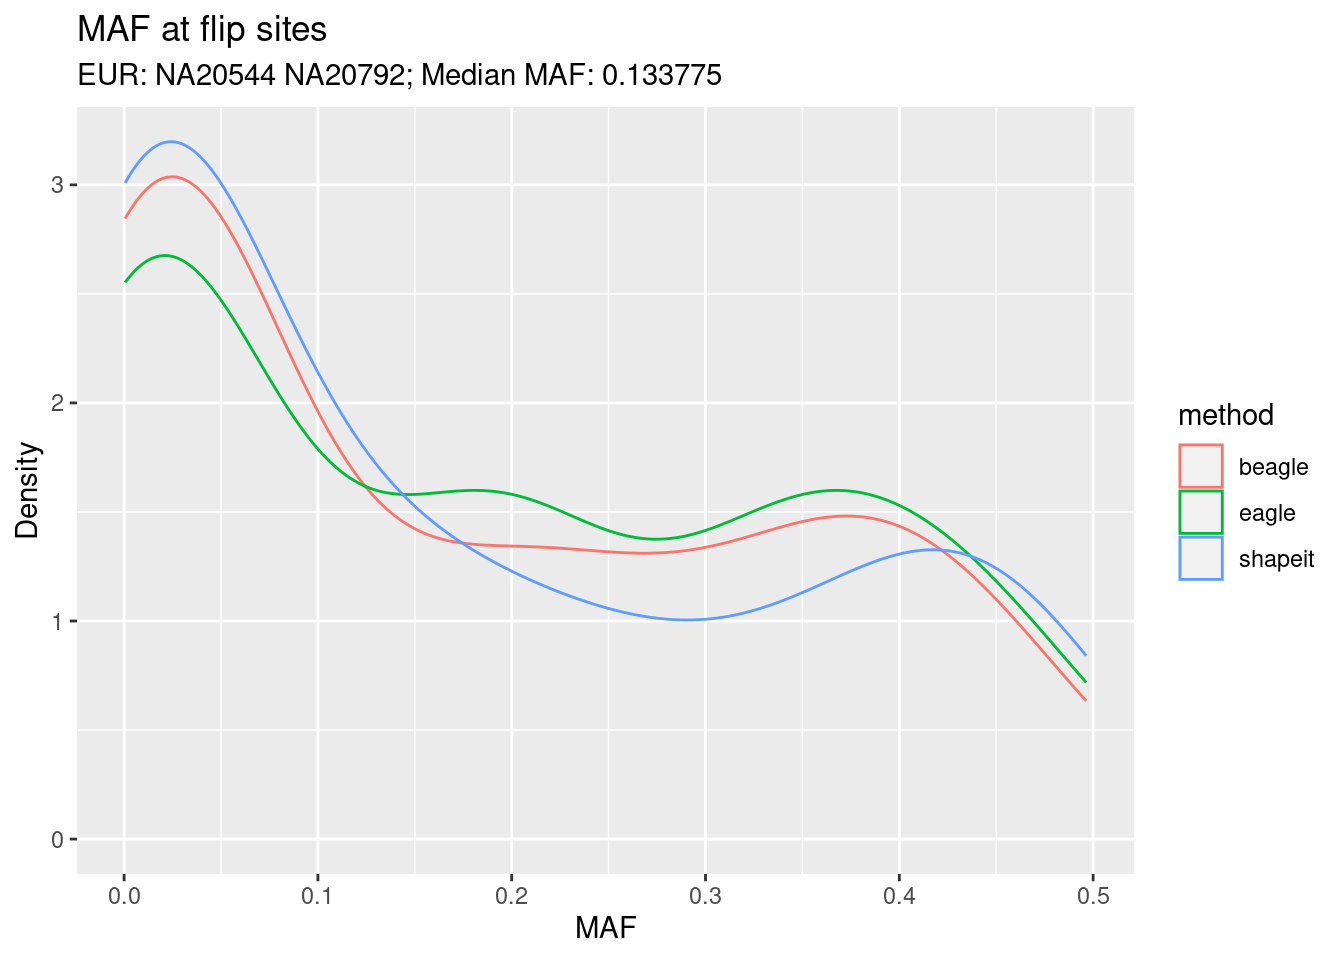 MAF at flip sites
EUR: NA20544 NA20792; Median MAF: 0.133775
3
2
1
0
Density
0.0 0.1 0.2 0.3 0.4 0.5
MAF
method
beagle
eagle
shapeit